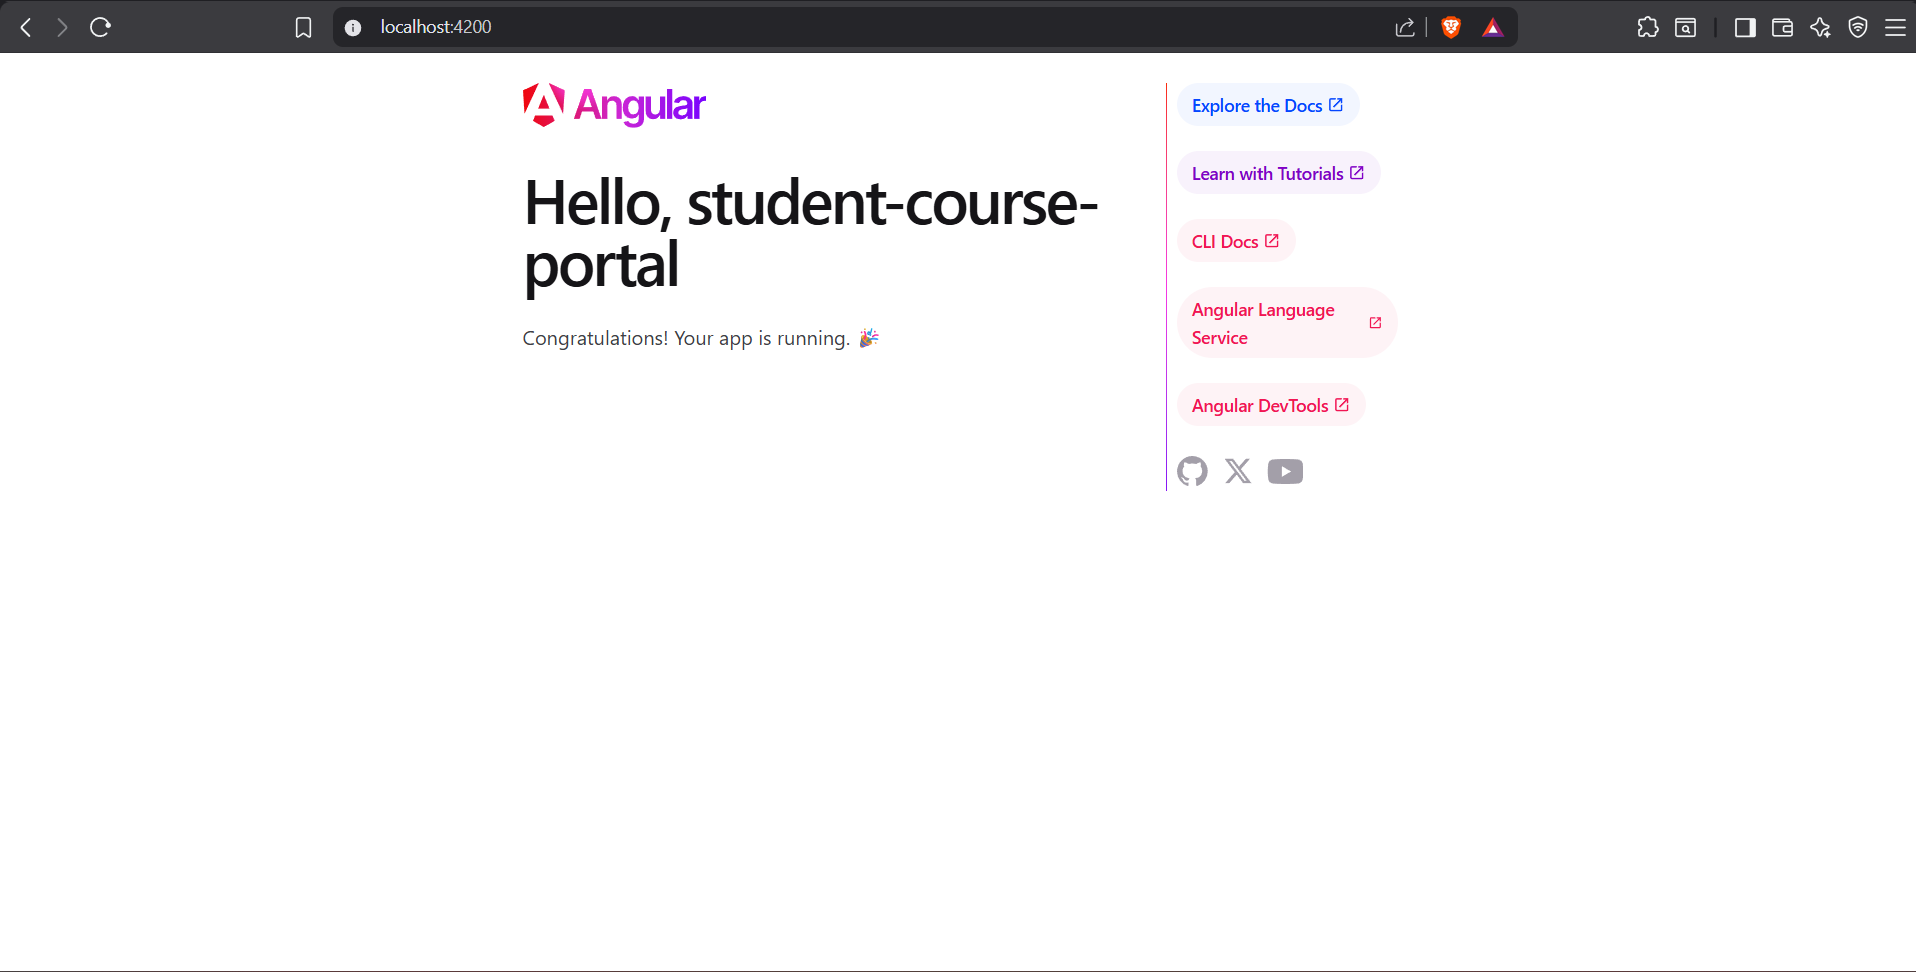 localhost:4200
Angular
Hello, student-course-
portal
Congratulations! Your app is running. 🎉
Explore the Docs
Learn with Tutorials
CLI Docs
Angular Language
Service
Angular DevTools